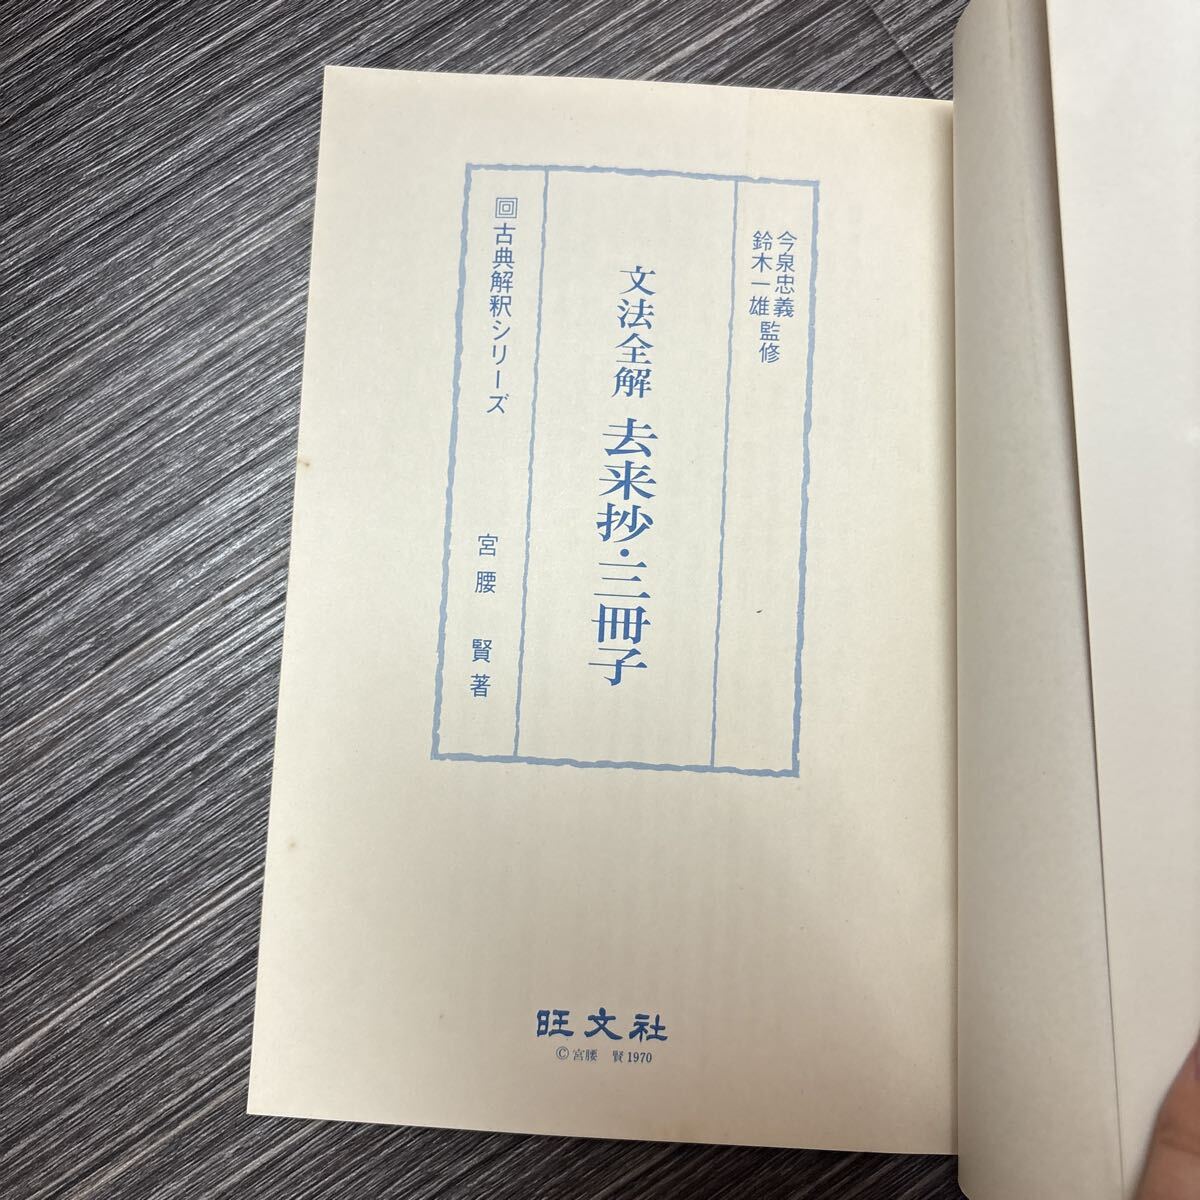 今泉忠義
鈴木一雄 監修
文法全解 去来抄・三冊子
回古典解釈シリーズ
宮腰 賢著
旺文社
©宮腰 賢 1970